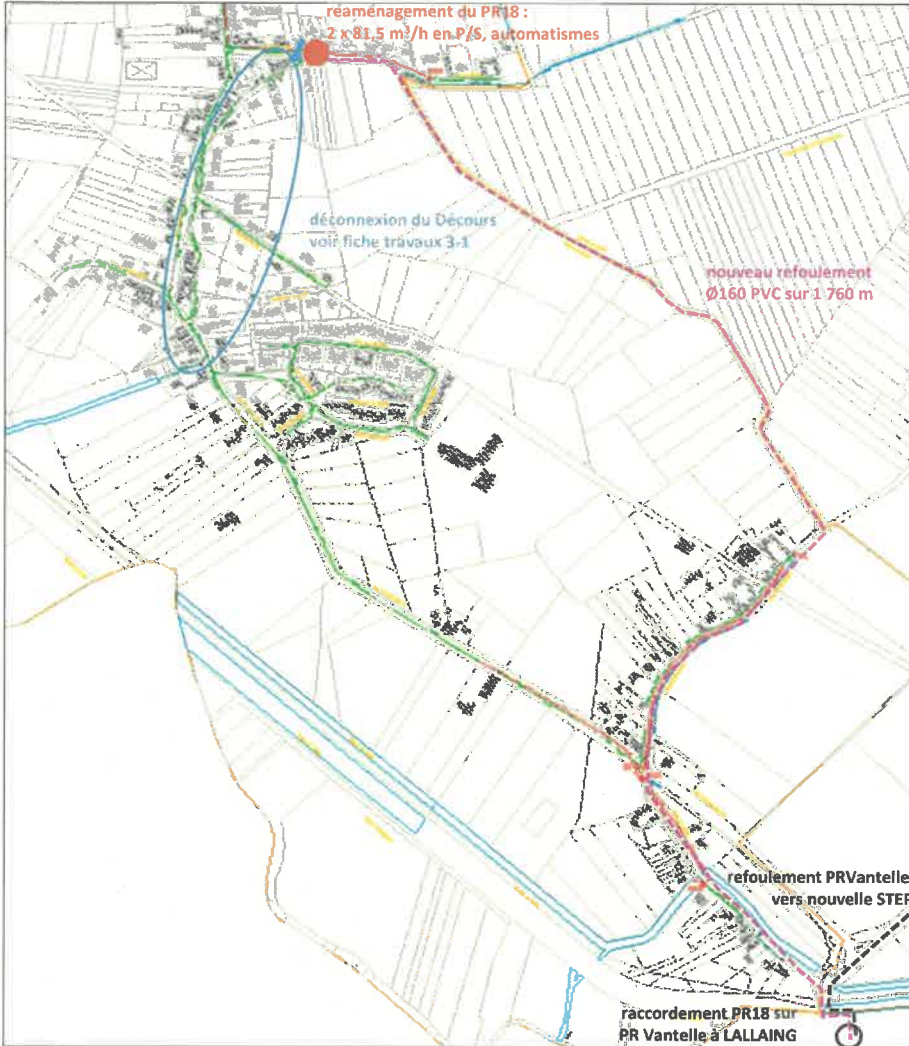 réaménagement du PR18 :
2 x 81,5 m³/h en P/S, automatismes
déconnexion du Décours
voir fiche travaux 3-1
nouveau refoulement
Ø160 PVC sur 1 760 m
refoulement PRVantelle
vers nouvelle STEP
raccordement PR18 sur
PR Vantelle à LALLAING